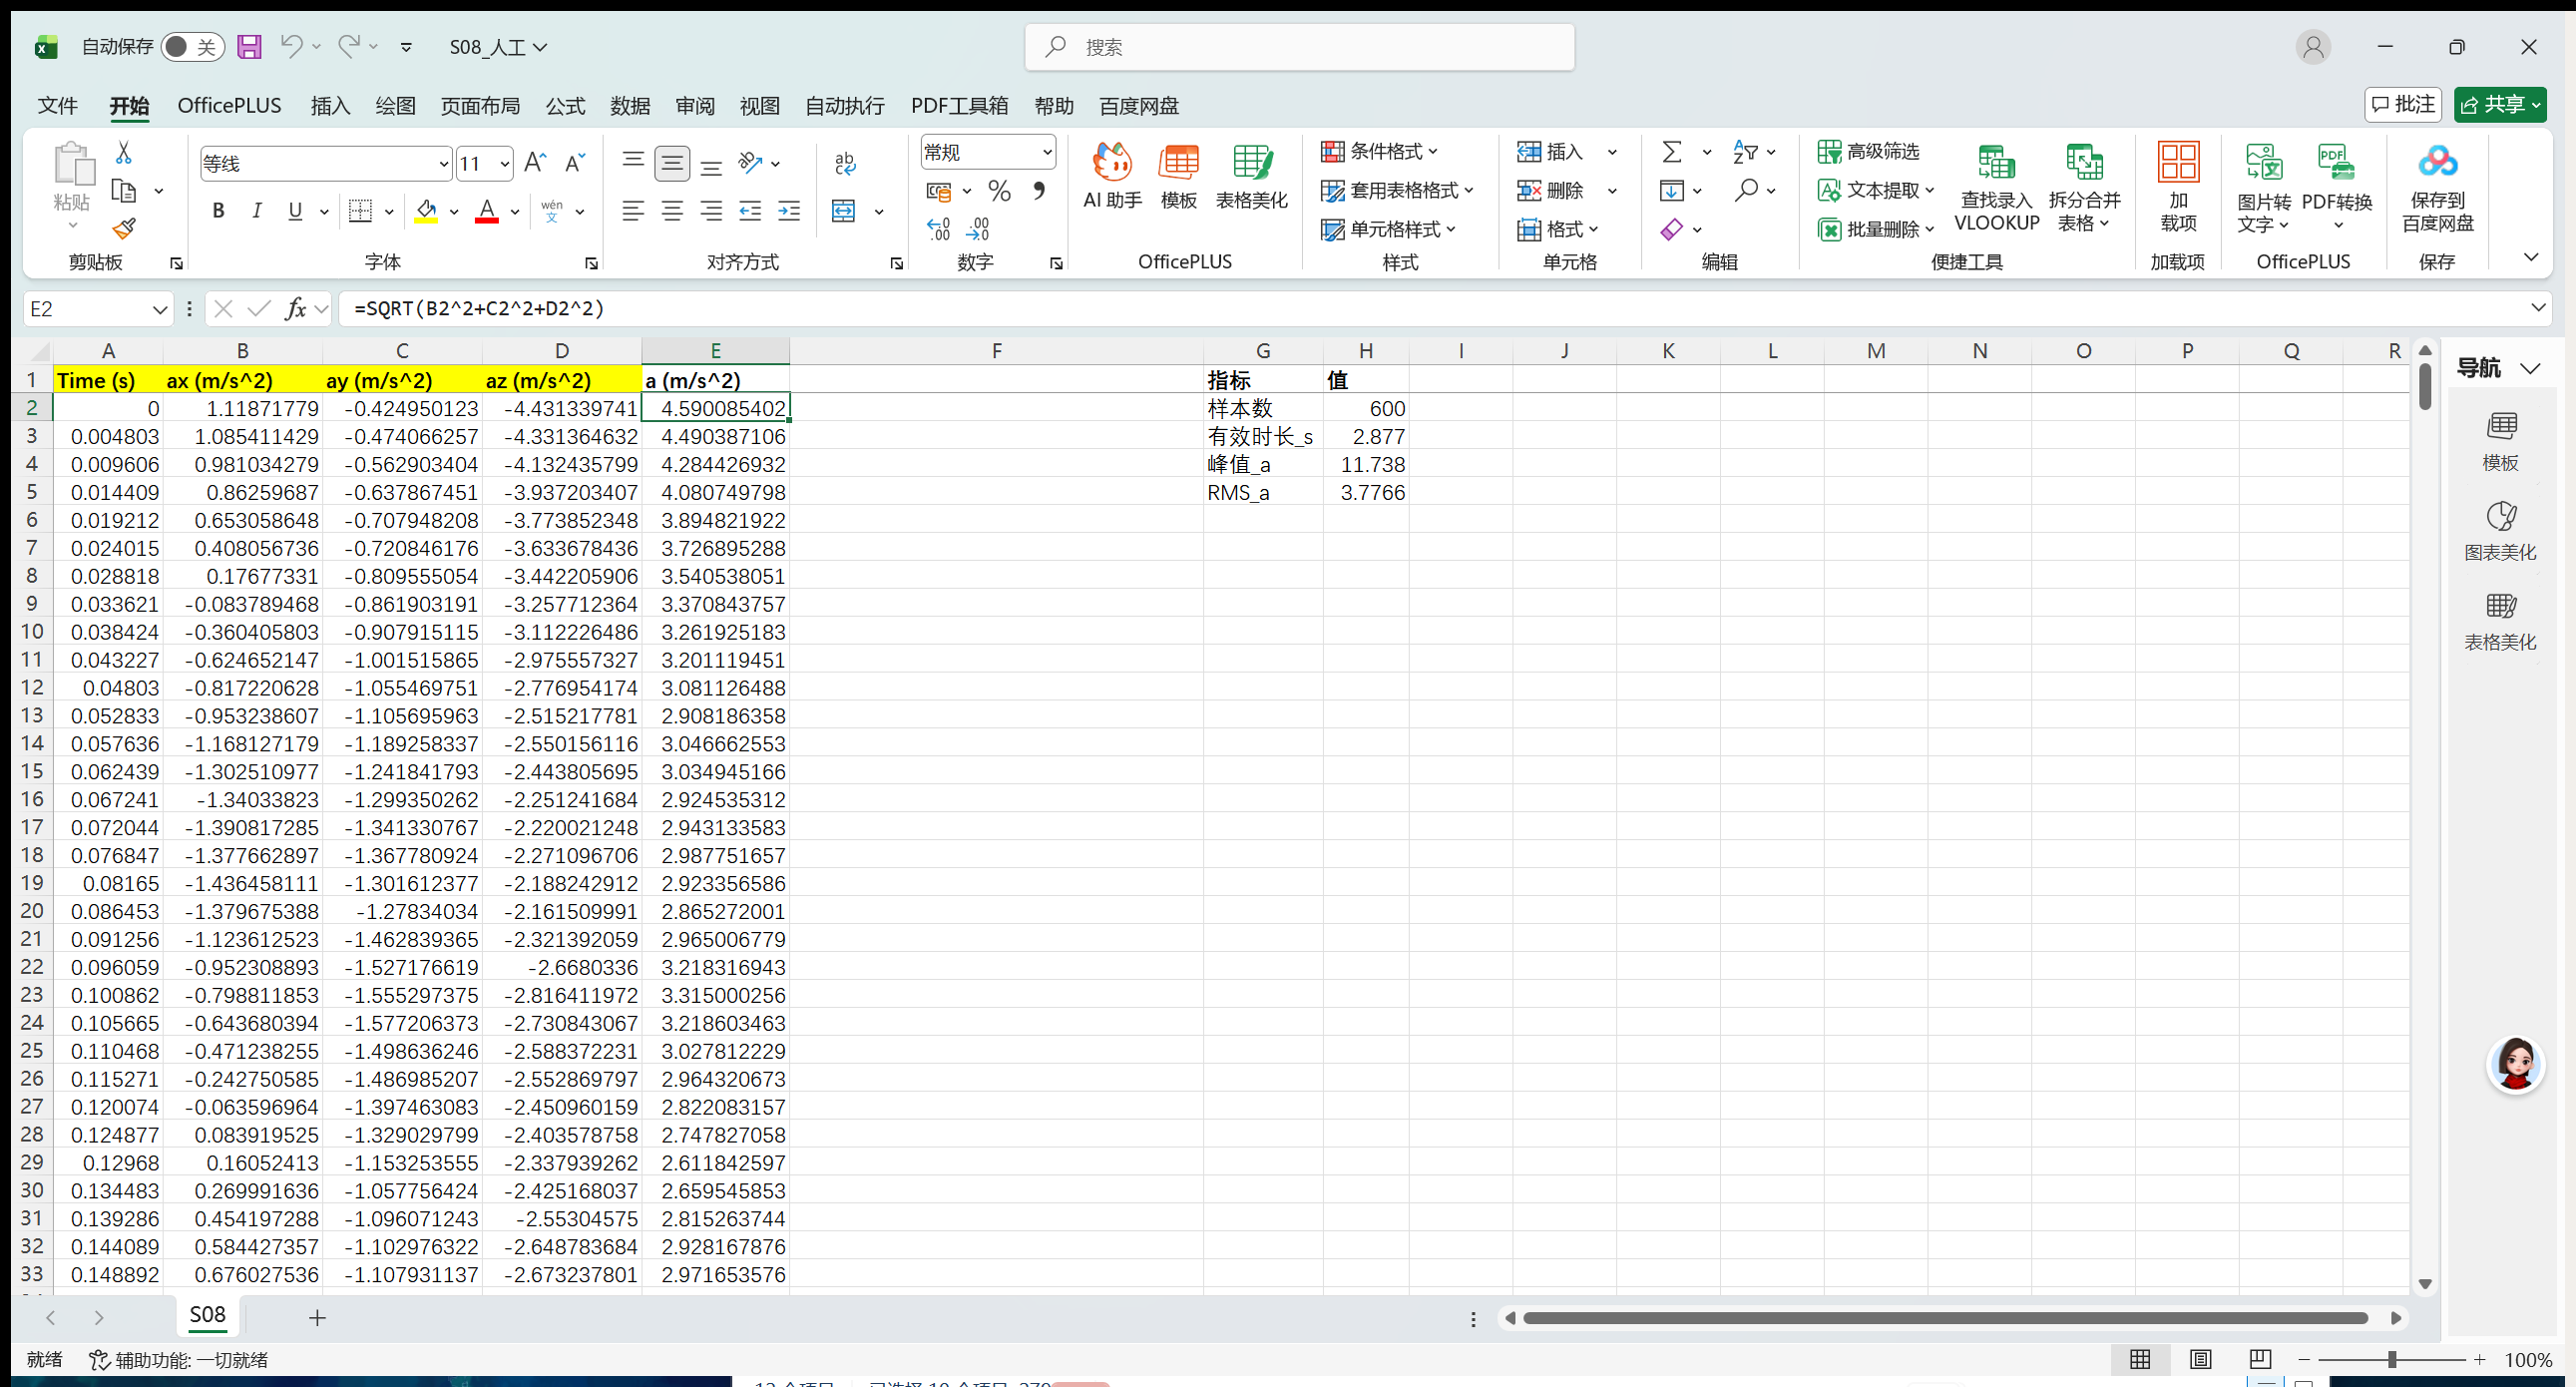 自动保存 关 S08_人工 搜索
文件 开始 OfficePLUS 插入 绘图 页面布局 公式 数据 审阅 视图 自动执行 PDF工具箱 帮助 百度网盘 批注 共享
粘贴 等线 11 常规 AI 助手 模板 表格美化 条件格式 套用表格格式 单元格样式 插入 删除 格式 高级筛选 文本提取 批量删除 查找录入 VLOOKUP 拆分合并 表格 加 载项 图片转 文字 PDF转换 保存到 百度网盘
剪贴板 字体 对齐方式 数字 OfficePLUS 样式 单元格 编辑 便捷工具 加载项 OfficePLUS 保存
E2 fx =SQRT(B2^2+C2^2+D2^2)
A B C D E F G H I J K L M N O P Q R
1 Time (s) ax (m/s^2) ay (m/s^2) az (m/s^2) a (m/s^2) 指标 值
2 0 1.11871779 -0.424950123 -4.431339741 4.590085402 样本数 600
3 0.004803 1.085411429 -0.474066257 -4.331364632 4.490387106 有效时长_s 2.877
4 0.009606 0.981034279 -0.562903404 -4.132435799 4.284426932 峰值_a 11.738
5 0.014409 0.86259687 -0.637867451 -3.937203407 4.080749798 RMS_a 3.7766
6 0.019212 0.653058648 -0.707948208 -3.773852348 3.894821922
7 0.024015 0.408056736 -0.720846176 -3.633678436 3.726895288
8 0.028818 0.17677331 -0.809555054 -3.442205906 3.540538051
9 0.033621 -0.083789468 -0.861903191 -3.257712364 3.370843757
10 0.038424 -0.360405803 -0.907915115 -3.112226486 3.261925183
11 0.043227 -0.624652147 -1.001515865 -2.975557327 3.201119451
12 0.04803 -0.817220628 -1.055469751 -2.776954174 3.081126488
13 0.052833 -0.953238607 -1.105695963 -2.515217781 2.908186358
14 0.057636 -1.168127179 -1.189258337 -2.550156116 3.046662553
15 0.062439 -1.302510977 -1.241841793 -2.443805695 3.034945166
16 0.067241 -1.34033823 -1.299350262 -2.251241684 2.924535312
17 0.072044 -1.390817285 -1.341330767 -2.220021248 2.943133583
18 0.076847 -1.377662897 -1.367780924 -2.271096706 2.987751657
19 0.08165 -1.436458111 -1.301612377 -2.188242912 2.923356586
20 0.086453 -1.379675388 -1.27834034 -2.161509991 2.865272001
21 0.091256 -1.123612523 -1.462839365 -2.321392059 2.965006779
22 0.096059 -0.952308893 -1.527176619 -2.6680336 3.218316943
23 0.100862 -0.798811853 -1.555297375 -2.816411972 3.315000256
24 0.105665 -0.643680394 -1.577206373 -2.730843067 3.218603463
25 0.110468 -0.471238255 -1.498636246 -2.588372231 3.027812229
26 0.115271 -0.242750585 -1.486985207 -2.552869797 2.964320673
27 0.120074 -0.063596964 -1.397463083 -2.450960159 2.822083157
28 0.124877 0.083919525 -1.329029799 -2.403578758 2.747827058
29 0.12968 0.16052413 -1.153253555 -2.337939262 2.611842597
30 0.134483 0.269991636 -1.057756424 -2.425168037 2.659545853
31 0.139286 0.454197288 -1.096071243 -2.55304575 2.815263744
32 0.144089 0.584427357 -1.102976322 -2.648783684 2.928167876
33 0.148892 0.676027536 -1.107931137 -2.673237801 2.971653576
导航
模板
图表美化
表格美化
S08
就绪 辅助功能: 一切就绪 100%